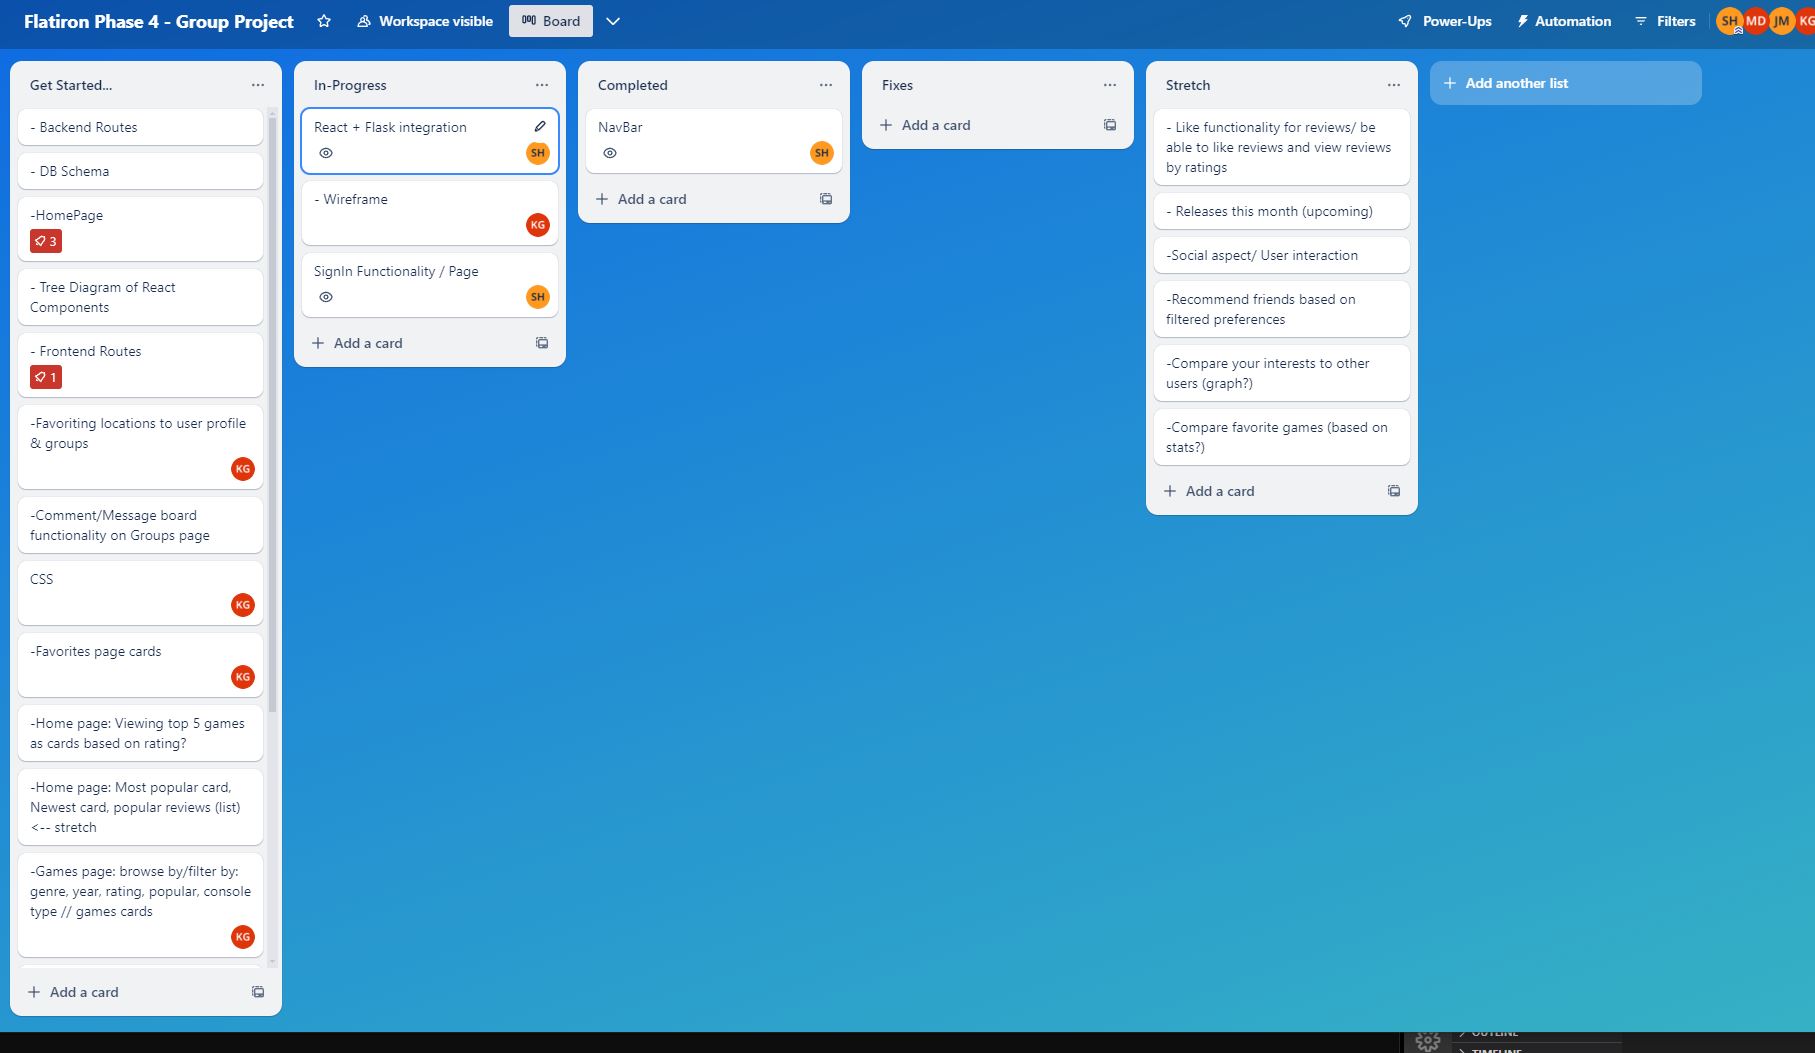 Flatiron Phase 4 - Group Project
Workspace visible
Board
Power-Ups
Automation
Filters
SH
MD
JM
KG
Get Started...
- Backend Routes
- DB Schema
-HomePage
3
- Tree Diagram of React
Components
- Frontend Routes
1
-Favoriting locations to user profile
& groups
KG
-Comment/Message board
functionality on Groups page
CSS
KG
-Favorites page cards
KG
-Home page: Viewing top 5 games
as cards based on rating?
-Home page: Most popular card,
Newest card, popular reviews (list)
<-- stretch
-Games page: browse by/filter by:
genre, year, rating, popular, console
type // games cards
KG
+ Add a card
In-Progress
React + Flask integration
SH
- Wireframe
KG
SignIn Functionality / Page
SH
+ Add a card
Completed
NavBar
SH
+ Add a card
Fixes
+ Add a card
Stretch
- Like functionality for reviews/ be
able to like reviews and view reviews
by ratings
- Releases this month (upcoming)
-Social aspect/ User interaction
-Recommend friends based on
filtered preferences
-Compare your interests to other
users (graph?)
-Compare favorite games (based on
stats?)
+ Add a card
+ Add another list
OUTLINE
TIMELINE